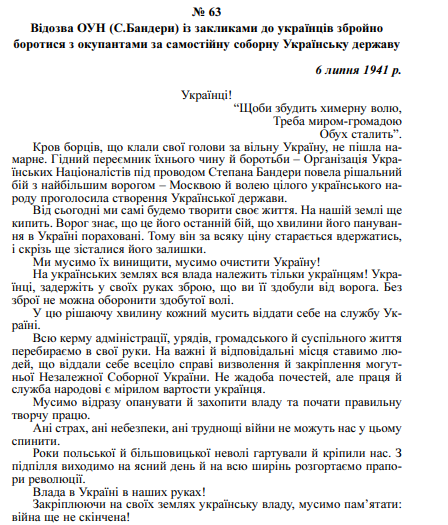 № 63
Відозва ОУН (С.Бандери) із закликами до українців збройно
боротися з окупантами за самостійну соборну Українську державу
6 липня 1941 р.
Українці!
“Щоби збудить химерну волю,
Треба миром-громадою
Обух сталить”.
Кров борців, що клали свої голови за вільну Україну, не пішла на-
марне. Гідний переємник їхнього чину й боротьби – Організація Укра-
їнських Націоналістів під проводом Степана Бандери повела рішальний
бій з найбільшим ворогом – Москвою й волею цілого українського на-
роду проголосила створення Української держави.
Від сьогодні ми самі будемо творити своє життя. На нашій землі ще
кипить. Ворог знає, що це його останній бій, що хвилини його пануван-
ня в Україні пораховані. Тому він за всяку ціну старається вдержатись,
і скрізь ще зісталися його залишки.
Ми мусимо їх винищити, мусимо очистити Україну!
На українських землях вся влада належить тільки українцям! Укра-
їнці, задержіть у своїх руках зброю, що ви її здобули від ворога. Без
зброї не можна оборонити здобутої волі.
У цю рішаючу хвилину кожний мусить віддати себе на службу Ук-
раїні.
Всю керму адміністрації, урядів, громадського й суспільного життя
перебираємо в свої руки. На важні й відповідальні місця ставимо лю-
дей, що віддали себе всеціло справі визволення й закріплення могут-
ньої Незалежної Соборної України. Не жадоба почестей, але праця й
служба народові є мірилом вартости українця.
Мусимо відразу опанувати й захопити владу та почати правильну
творчу працю.
Ані страх, ані небезпеки, ані труднощі війни не можуть нас у цьому
спинити.
Роки польської й більшовицької неволі гартували й кріпили нас. З
підпілля виходимо на ясний день й на всю ширінь розгортаємо прапо-
ри революції.
Влада в Україні в наших руках!
Закріплюючи на своїх землях українську владу, мусимо пам’ятати:
війна ще не скінчена!